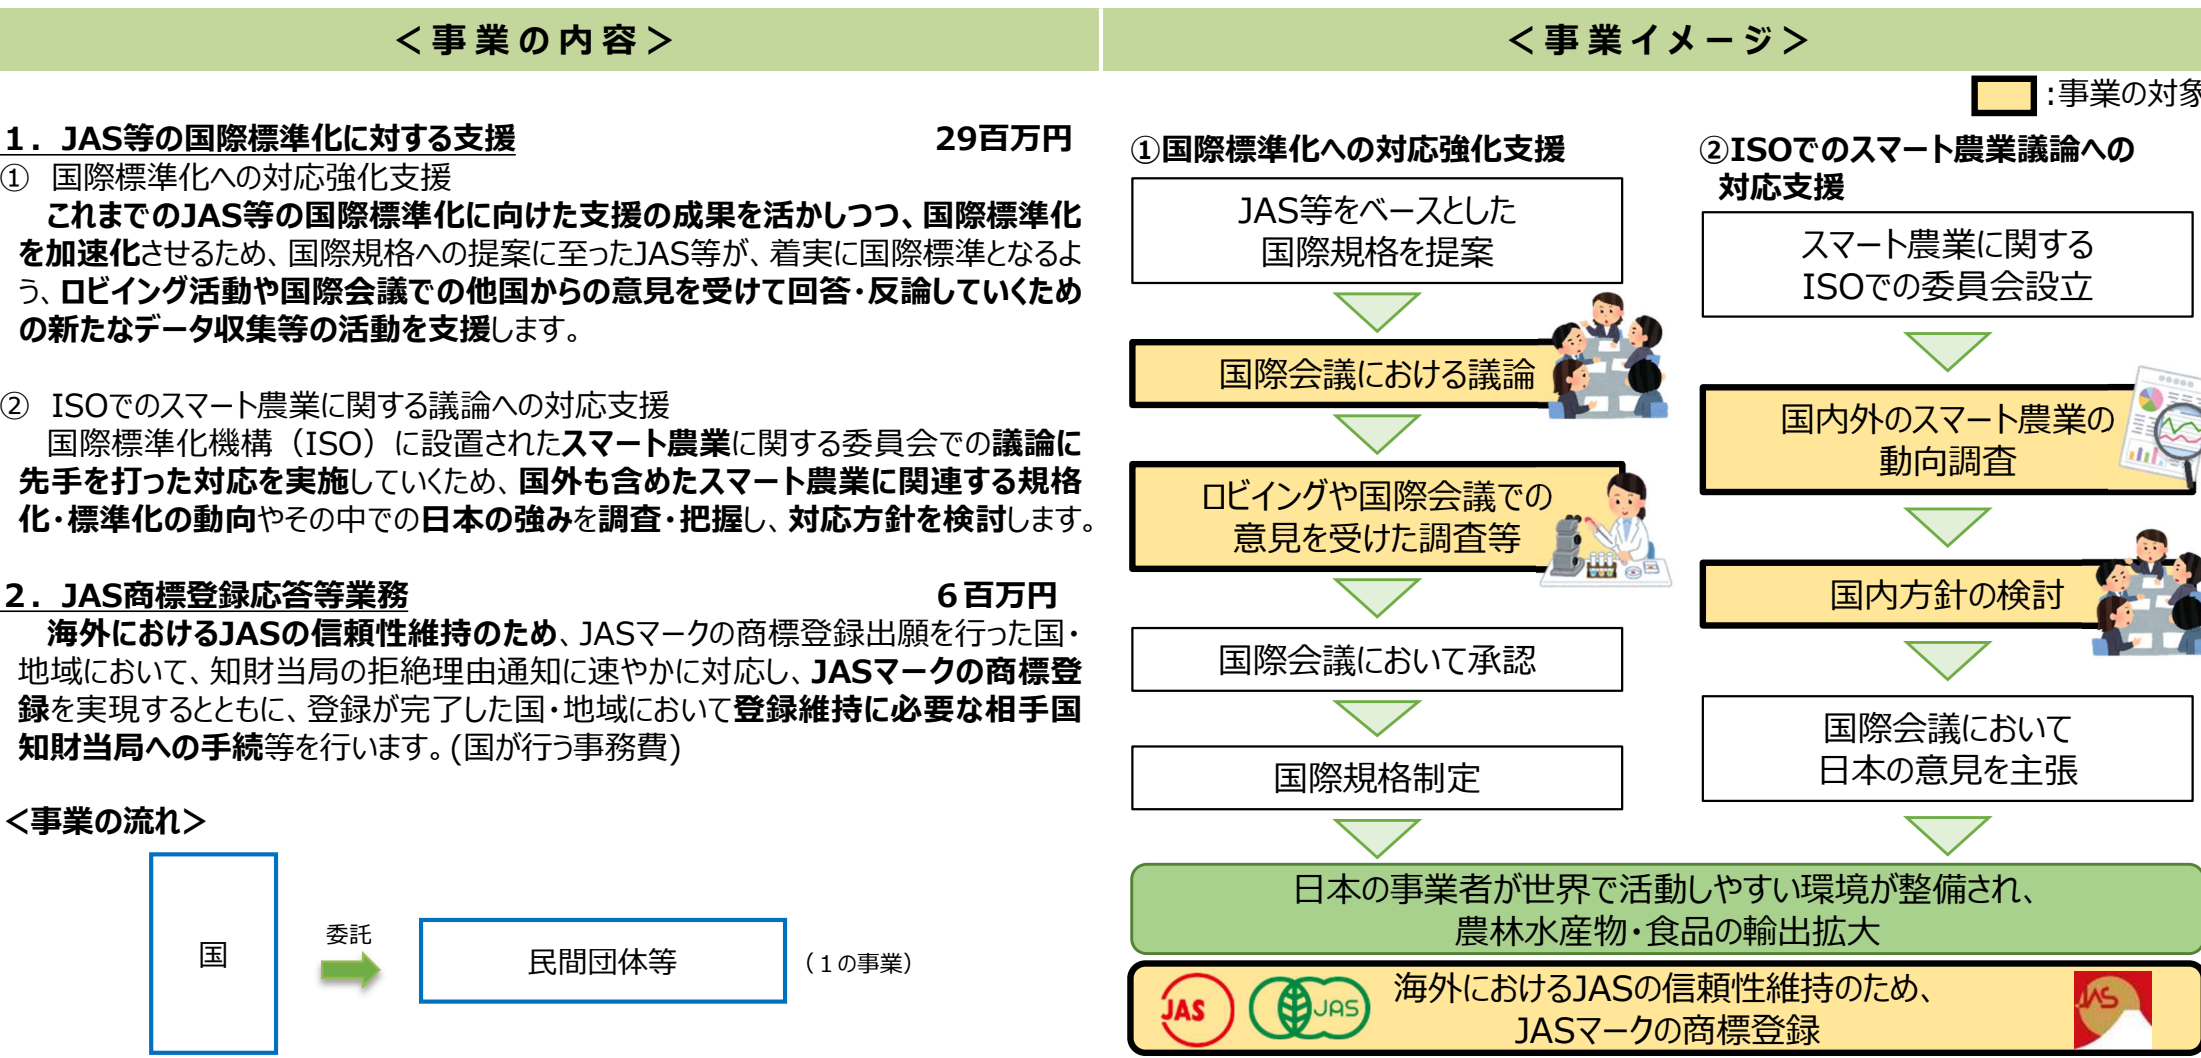 ＜事業の内容＞
１．JAS等の国際標準化に対する支援 29百万円
① 国際標準化への対応強化支援
これまでのJAS等の国際標準化に向けた支援の成果を活かしつつ、国際標準化
を加速化させるため、国際規格への提案に至ったJAS等が、着実に国際標準となるよ
う、ロビイング活動や国際会議での他国からの意見を受けて回答・反論していくため
の新たなデータ収集等の活動を支援します。
② ISOでのスマート農業に関する議論への対応支援
国際標準化機構（ISO）に設置されたスマート農業に関する委員会での議論に
先手を打った対応を実施していくため、国外も含めたスマート農業に関連する規格
化・標準化の動向やその中での日本の強みを調査・把握し、対応方針を検討します。
２．JAS商標登録応答等業務 ６百万円
海外におけるJASの信頼性維持のため、JASマークの商標登録出願を行った国・
地域において、知財当局の拒絶理由通知に速やかに対応し、JASマークの商標登
録を実現するとともに、登録が完了した国・地域において登録維持に必要な相手国
知財当局への手続等を行います。(国が行う事務費)
＜事業の流れ＞
国
委託
民間団体等
（１の事業）
＜事業イメージ＞
:事業の対象
①国際標準化への対応強化支援
JAS等をベースとした
国際規格を提案
国際会議における議論
ロビイングや国際会議での
意見を受けた調査等
国際会議において承認
国際規格制定
②ISOでのスマート農業議論への
対応支援
スマート農業に関する
ISOでの委員会設立
国内外のスマート農業の
動向調査
国内方針の検討
国際会議において
日本の意見を主張
日本の事業者が世界で活動しやすい環境が整備され、
農林水産物・食品の輸出拡大
JAS
JAS
海外におけるJASの信頼性維持のため、
JASマークの商標登録
JAS